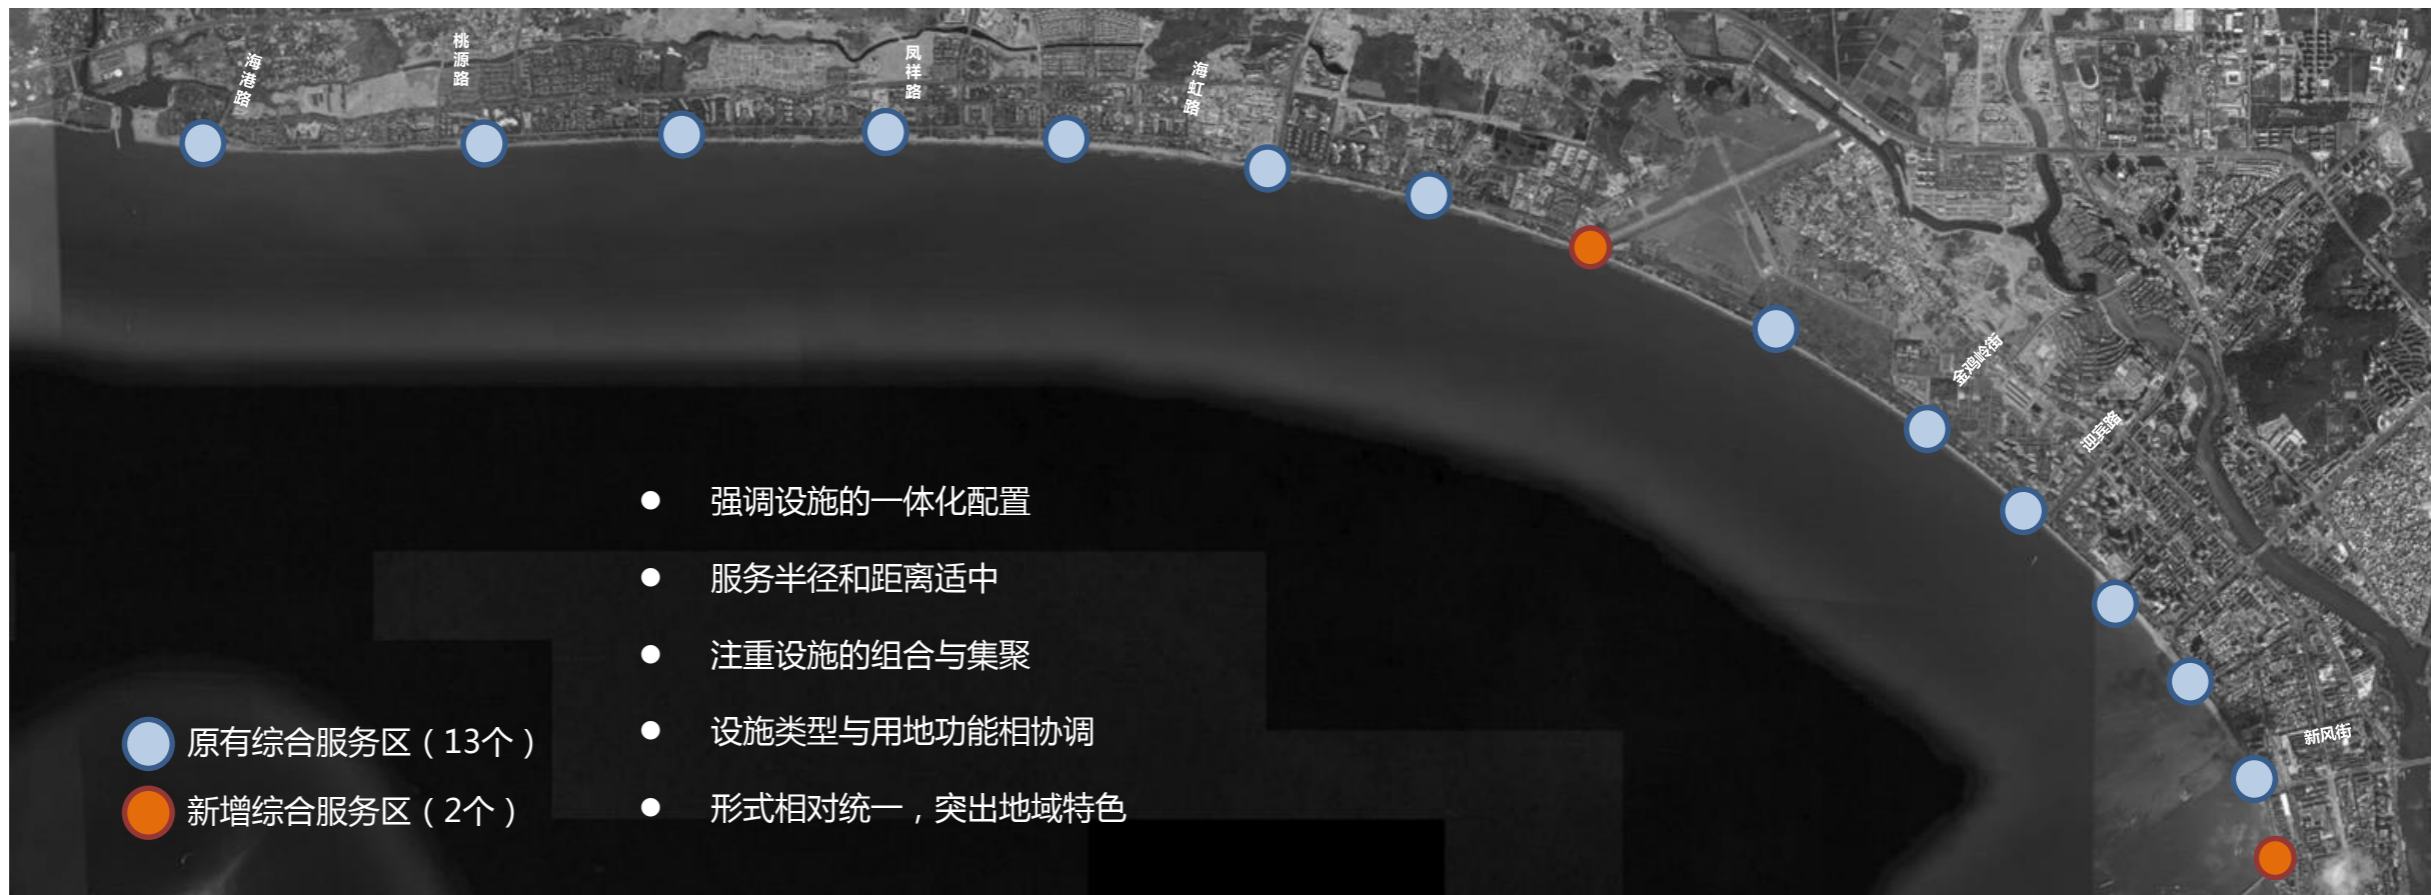 海港路
桃源路
凤祥路
海虹路
金鸡岭街
迎宾路
新风街
● 强调设施的一体化配置
● 服务半径和距离适中
● 注重设施的组合与集聚
● 设施类型与用地功能相协调
● 形式相对统一，突出地域特色
原有综合服务区（13个）
新增综合服务区（2个）